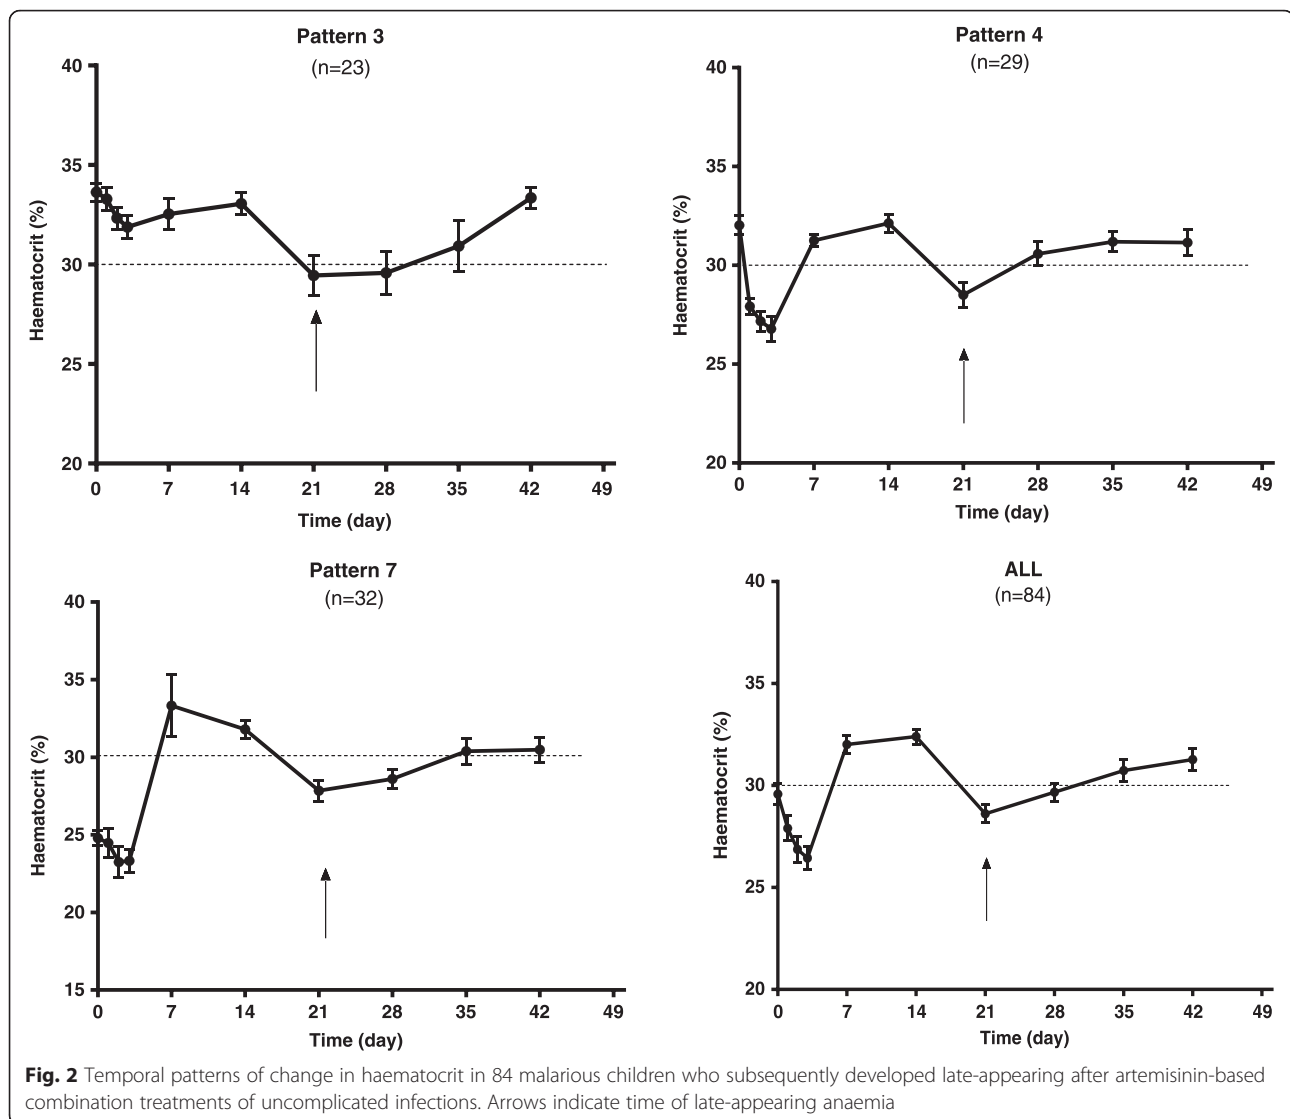 Pattern 3
(n=23)
40
35
30
25
20
Haematocrit (%)
0 7 14 21 28 35 42 49
Time (day)
Pattern 4
(n=29)
40
35
30
25
20
Haematocrit (%)
0 7 14 21 28 35 42 49
Time (day)
Pattern 7
(n=32)
40
35
30
25
20
15
Haematocrit (%)
0 7 14 21 28 35 42 49
Time (day)
ALL
(n=84)
40
35
30
25
20
Haematocrit (%)
0 7 14 21 28 35 42 49
Time (day)
Fig. 2 Temporal patterns of change in haematocrit in 84 malarious children who subsequently developed late-appearing after artemisinin-based
combination treatments of uncomplicated infections. Arrows indicate time of late-appearing anaemia